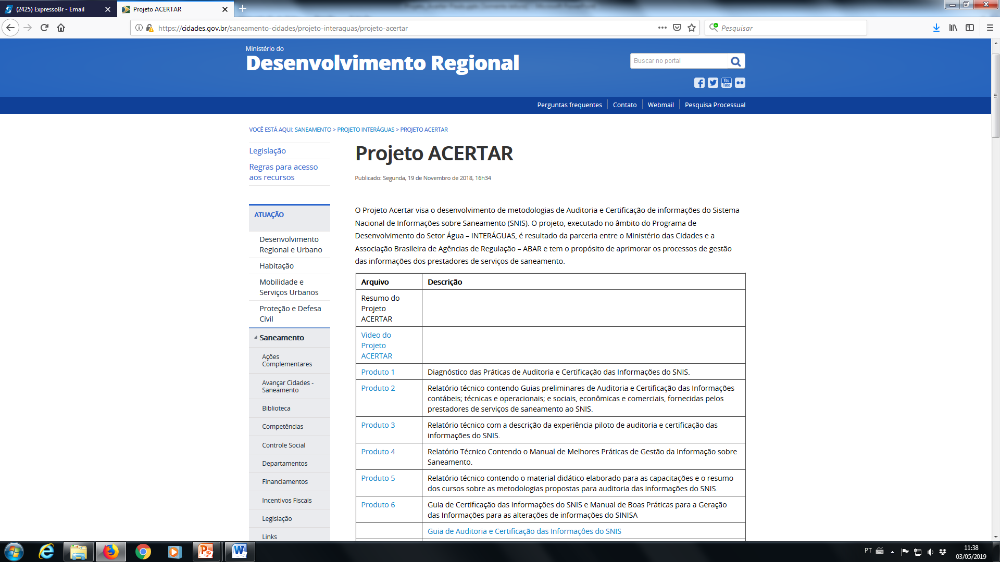 (2425) ExpressoBr - Email
Projeto ACERTAR
https://cidades.gov.br/saneamento-cidades/projeto-interaguas/projeto-acertar
Pesquisar
Ministério do
Desenvolvimento Regional
Buscar no portal
You
Tube
Perguntas frequentes
Contato
Webmail
Pesquisa Processual
VOCÊ ESTÁ AQUI: SANEAMENTO > PROJETO INTERÁGUAS > PROJETO ACERTAR
Legislação
Regras para acesso
aos recursos
ATUAÇÃO
Desenvolvimento
Regional e Urbano
Habitação
Mobilidade e
Serviços Urbanos
Proteção e Defesa
Civil
Saneamento
Ações
Complementares
Avançar Cidades -
Saneamento
Biblioteca
Competências
Controle Social
Departamentos
Financiamentos
Incentivos Fiscais
Legislação
Links
Projeto ACERTAR
Publicado: Segunda, 19 de Novembro de 2018, 16h34
O Projeto Acertar visa o desenvolvimento de metodologias de Auditoria e Certificação de informações do Sistema
Nacional de Informações sobre Saneamento (SNIS). O projeto, executado no âmbito do Programa de
Desenvolvimento do Setor Água – INTERÁGUAS, é resultado da parceria entre o Ministério das Cidades e a
Associação Brasileira de Agências de Regulação – ABAR e tem o propósito de aprimorar os processos de gestão
das informações dos prestadores de serviços de saneamento.
Arquivo
Descrição
Resumo do
Projeto
ACERTAR
Video do
Projeto
ACERTAR
Produto 1
Diagnóstico das Práticas de Auditoria e Certificação das Informações do SNIS.
Produto 2
Relatório técnico contendo Guias preliminares de Auditoria e Certificação das Informações
contábeis; técnicas e operacionais; e sociais, econômicas e comerciais, fornecidas pelos
prestadores de serviços de saneamento ao SNIS.
Produto 3
Relatório técnico com a descrição da experiência piloto de auditoria e certificação das
informações do SNIS.
Produto 4
Relatório Técnico Contendo o Manual de Melhores Práticas de Gestão da Informação sobre
Saneamento.
Produto 5
Relatório técnico contendo o material didático elaborado para as capacitações e o resumo
dos cursos sobre as metodologias propostas para auditoria das informações do SNIS.
Produto 6
Guia de Certificação das Informações do SNIS e Manual de Boas Práticas para a Geração
das Informações para as alterações de informações do SINISA
Guia de Auditoria e Certificação das Informações do SNIS
PT
11:38
03/05/2019